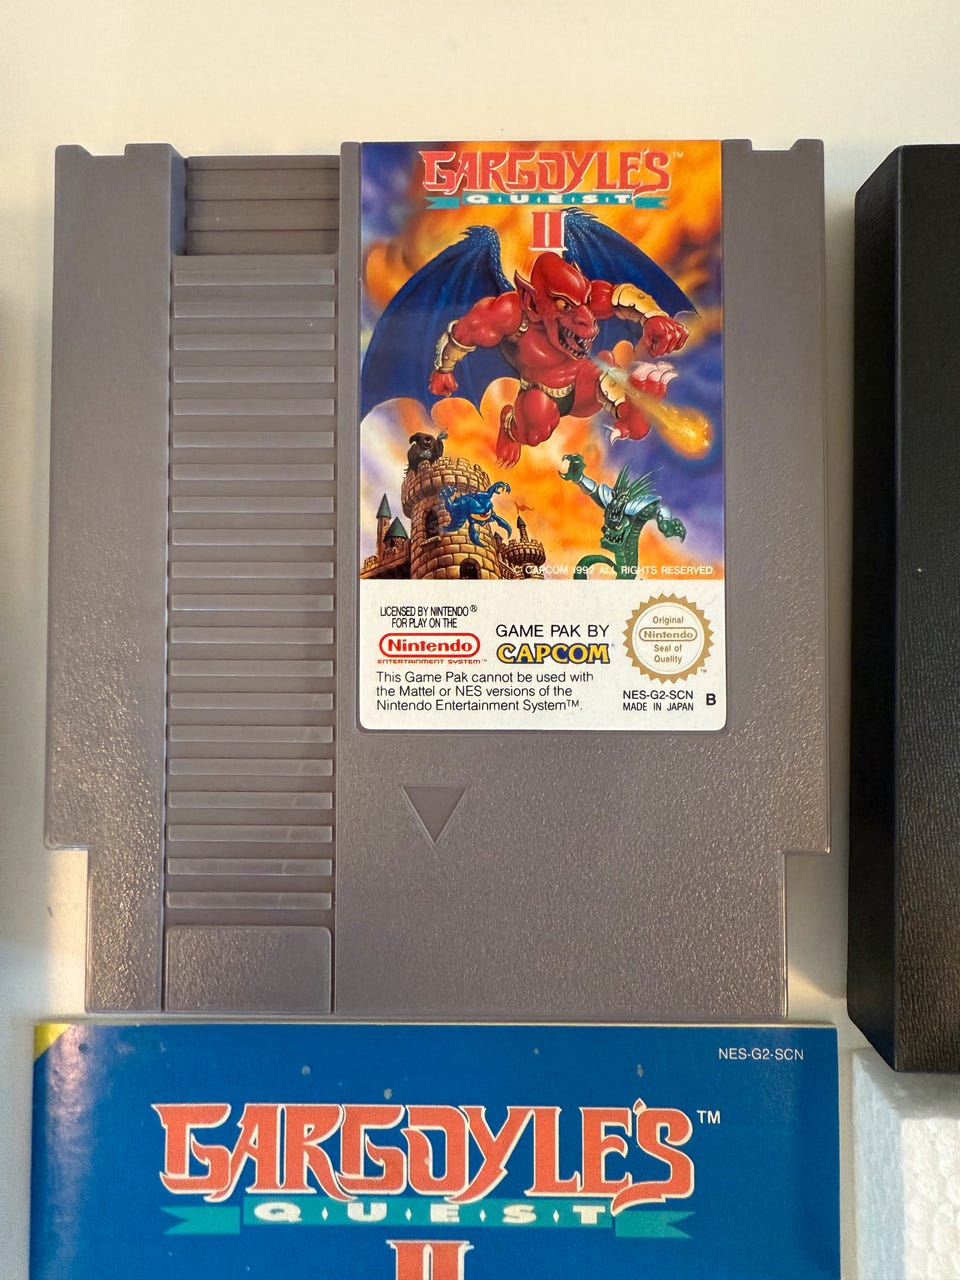 GARGOYLE'S™
QUEST
II
© CAPCOM 1992 ALL RIGHTS RESERVED.
LICENSED BY NINTENDO®
FOR PLAY ON THE
Nintendo
ENTERTAINMENT SYSTEM™
GAME PAK BY
CAPCOM
Original
Nintendo
Seal of
Quality
™
This Game Pak cannot be used with
the Mattel or NES versions of the
Nintendo Entertainment System™.
NES-G2-SCN
MADE IN JAPAN
B
NES-G2-SCN
GARGOYLE'S™
QUEST
II